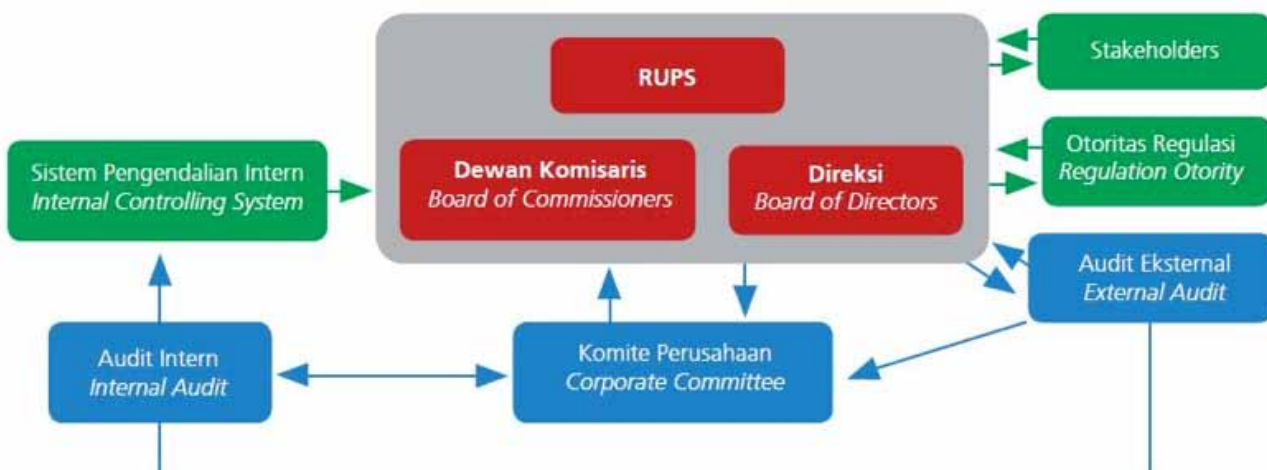 RUPS
Stakeholders
Dewan Komisaris
Board of Commissioners
Direksi
Board of Directors
Otoritas Regulasi
Regulation Otority
Sistem Pengendalian Intern
Internal Controlling System
Audit Eksternal
External Audit
Audit Intern
Internal Audit
Komite Perusahaan
Corporate Committee